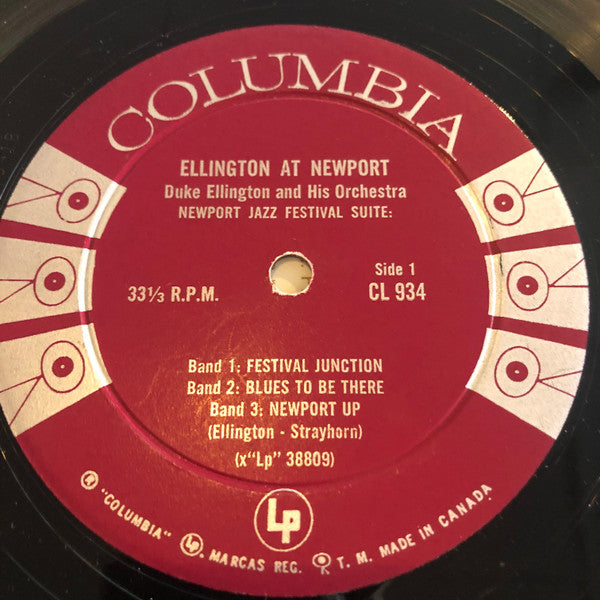 COLUMBIA
ELLINGTON AT NEWPORT
Duke Ellington and His Orchestra
NEWPORT JAZZ FESTIVAL SUITE:
Side 1
33⅓ R.P.M.
CL 934
Band 1: FESTIVAL JUNCTION
Band 2: BLUES TO BE THERE
Band 3: NEWPORT UP
(Ellington - Strayhorn)
(x"Lp" 38809)
Lp
® "COLUMBIA" Lp. MARCAS REG. T. M. MADE IN CANADA